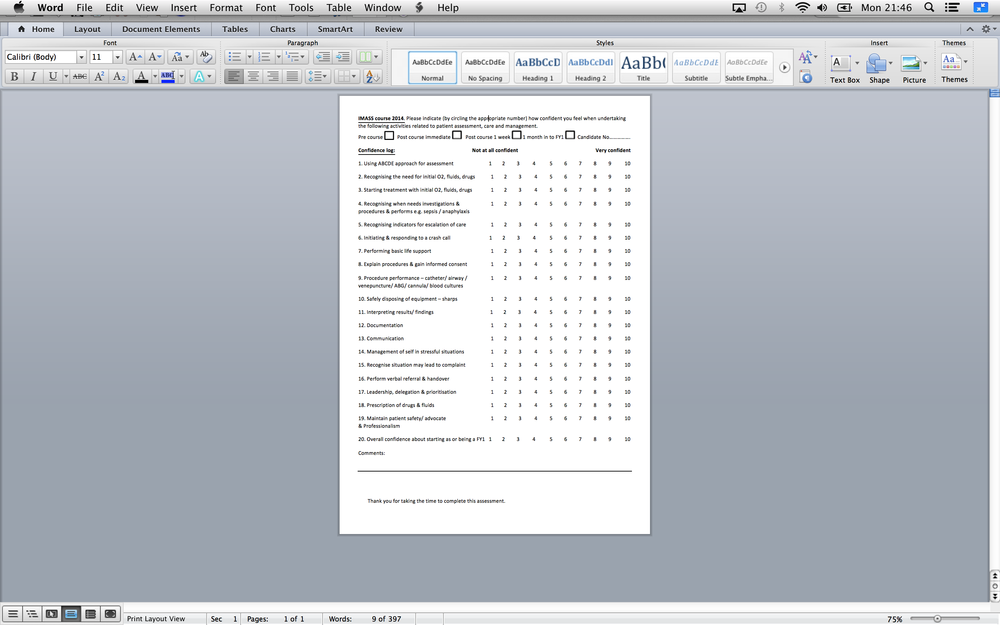 Word File Edit View Insert Format Font Tools Table Window Help Mon 21:46
Home Layout Document Elements Tables Charts SmartArt Review
Font Paragraph Styles Insert Themes
Calibri (Body) 11
AaBbCcDdEe AaBbCcDdEe AaBbCcD AaBbCcDdI AaBb( AaBbCcDdE AaBbCcDdEe
Normal No Spacing Heading 1 Heading 2 Title Subtitle Subtle Empha...
Text Box Shape Picture Themes
IMASS course 2014. Please indicate (by circling the appropriate number) how confident you feel when undertaking
the following activities related to patient assessment, care and management.
Pre course Post course immediate Post course 1 week 1 month in to FY1 Candidate No................
Confidence log: Not at all confident Very confident
1. Using ABCDE approach for assessment 1 2 3 4 5 6 7 8 9 10
2. Recognising the need for initial O2, fluids, drugs 1 2 3 4 5 6 7 8 9 10
3. Starting treatment with initial O2, fluids, drugs 1 2 3 4 5 6 7 8 9 10
4. Recognising when needs investigations & 1 2 3 4 5 6 7 8 9 10
procedures & performs e.g. sepsis / anaphylaxis
5. Recognising indicators for escalation of care 1 2 3 4 5 6 7 8 9 10
6. Initiating & responding to a crash call 1 2 3 4 5 6 7 8 9 10
7. Performing basic life support 1 2 3 4 5 6 7 8 9 10
8. Explain procedures & gain informed consent 1 2 3 4 5 6 7 8 9 10
9. Procedure performance – catheter/ airway / 1 2 3 4 5 6 7 8 9 10
venepuncture/ ABG/ cannula/ blood cultures
10. Safely disposing of equipment – sharps 1 2 3 4 5 6 7 8 9 10
11. Interpreting results/ findings 1 2 3 4 5 6 7 8 9 10
12. Documentation 1 2 3 4 5 6 7 8 9 10
13. Communication 1 2 3 4 5 6 7 8 9 10
14. Management of self in stressful situations 1 2 3 4 5 6 7 8 9 10
15. Recognise situation may lead to complaint 1 2 3 4 5 6 7 8 9 10
16. Perform verbal referral & handover 1 2 3 4 5 6 7 8 9 10
17. Leadership, delegation & prioritisation 1 2 3 4 5 6 7 8 9 10
18. Prescription of drugs & fluids 1 2 3 4 5 6 7 8 9 10
19. Maintain patient safety/ advocate 1 2 3 4 5 6 7 8 9 10
& Professionalism
20. Overall confidence about starting as or being a FY1 1 2 3 4 5 6 7 8 9 10
Comments:
Thank you for taking the time to complete this assessment.
Print Layout View Sec 1 Pages: 1 of 1 Words: 9 of 397 75%